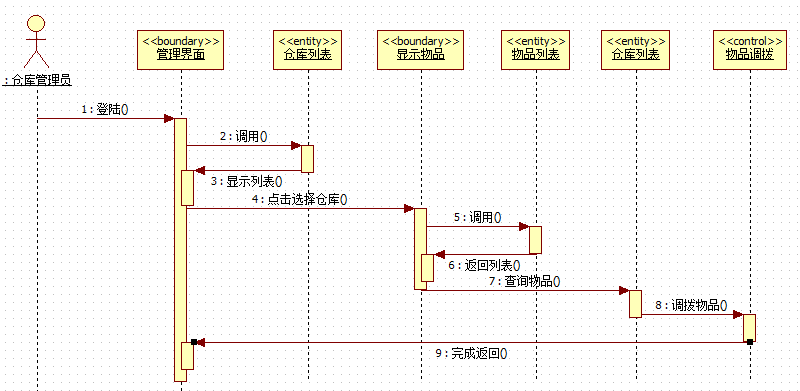 <<boundary>>
管理界面
<<entity>>
仓库列表
<<boundary>>
显示物品
<<entity>>
物品列表
<<entity>>
仓库列表
<<control>>
物品调拨
: 仓库管理员
1 : 登陆()
2 : 调用()
3 : 显示列表()
4 : 点击选择仓库()
5 : 调用()
6 : 返回列表()
7 : 查询物品()
8 : 调拨物品()
9 : 完成返回()